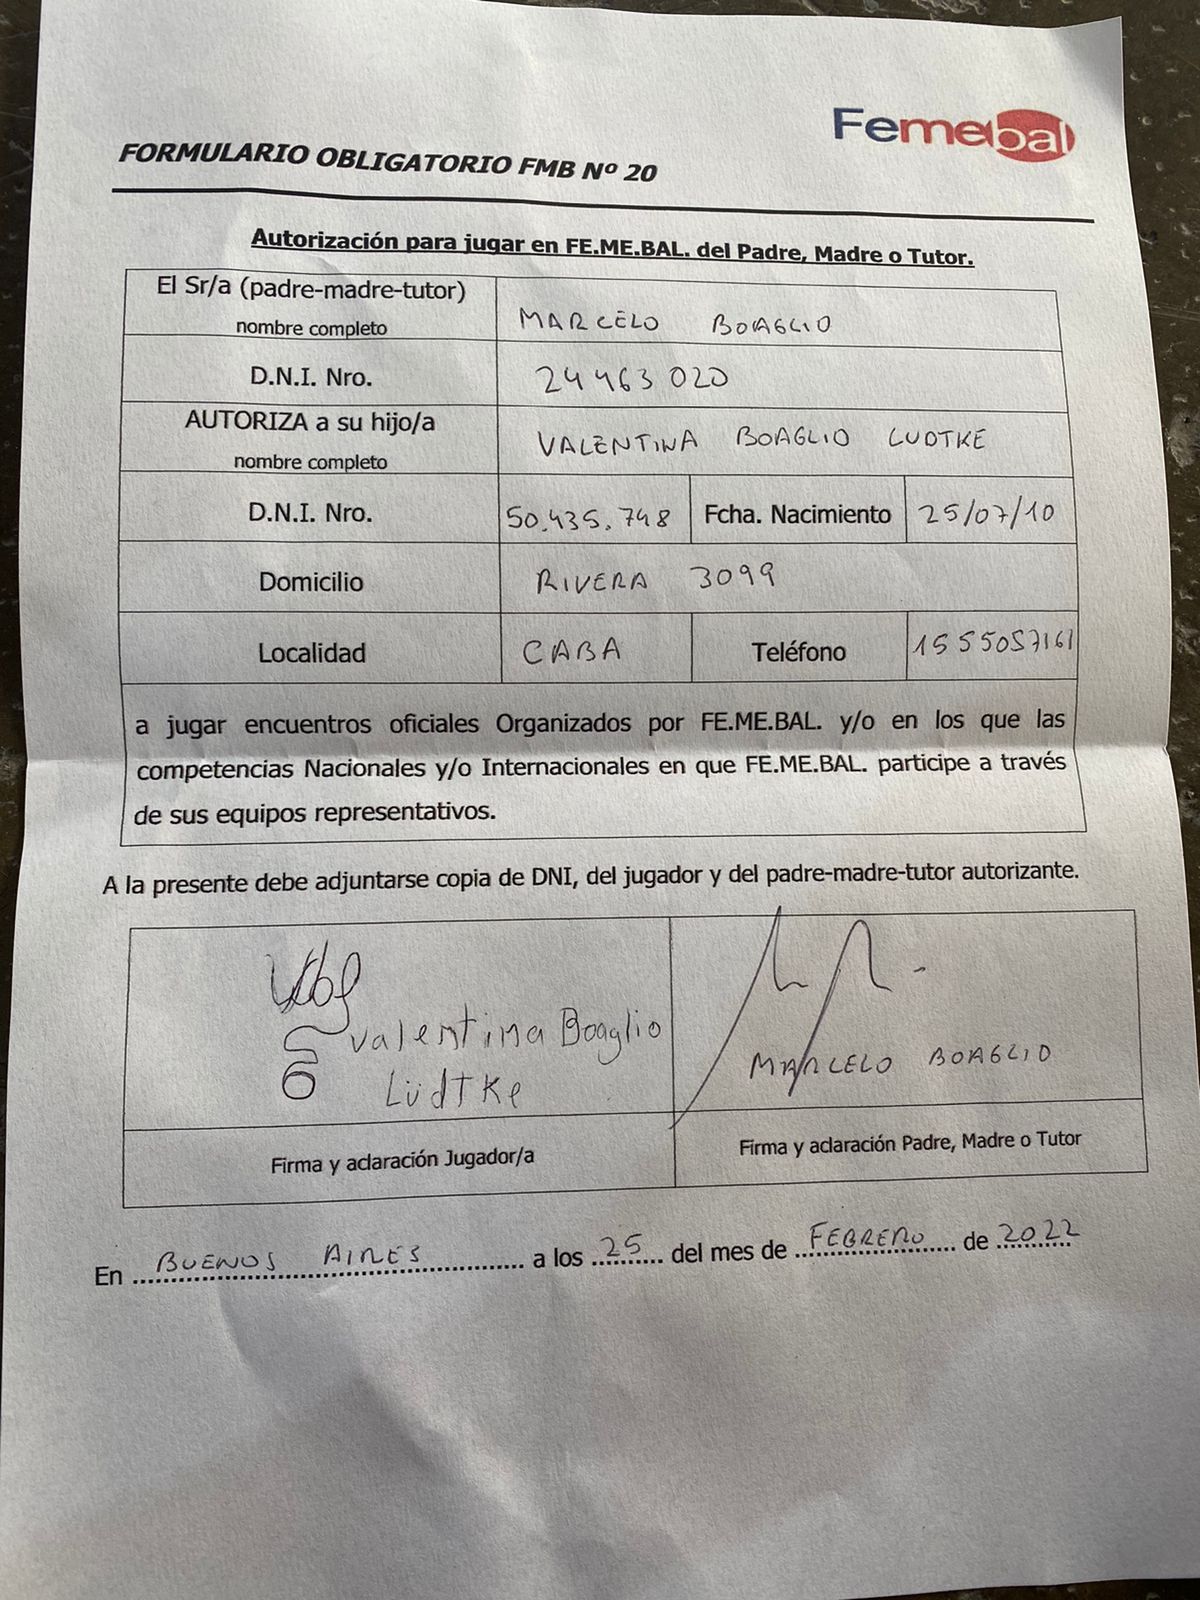 Femebal
FORMULARIO OBLIGATORIO FMB Nº 20
Autorización para jugar en FE.ME.BAL. del Padre, Madre o Tutor.
El Sr/a (padre-madre-tutor)
nombre completo
MARCELO BOAGLIO
D.N.I. Nro.
24463020
AUTORIZA a su hijo/a
nombre completo
VALENTINA BOAGLIO LUDTKE
D.N.I. Nro.
50.435.748
Fcha. Nacimiento
25/07/10
Domicilio
RIVERA 3099
Localidad
CABA
Teléfono
1555057161
a jugar encuentros oficiales Organizados por FE.ME.BAL. y/o en los que las
competencias Nacionales y/o Internacionales en que FE.ME.BAL. participe a través
de sus equipos representativos.
A la presente debe adjuntarse copia de DNI, del jugador y del padre-madre-tutor autorizante.
Valentina Boaglio
Lüdtke
MARCELO BOAGLIO
Firma y aclaración Jugador/a
Firma y aclaración Padre, Madre o Tutor
En BUENOS AIRES a los 25 del mes de FEBRERO de 2022